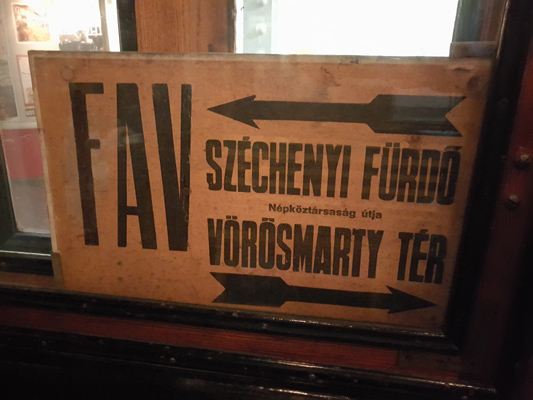 FAV
SZÉCHENYI FÜRDŐ
Népköztársaság útja
VÖRÖSMARTY TÉR